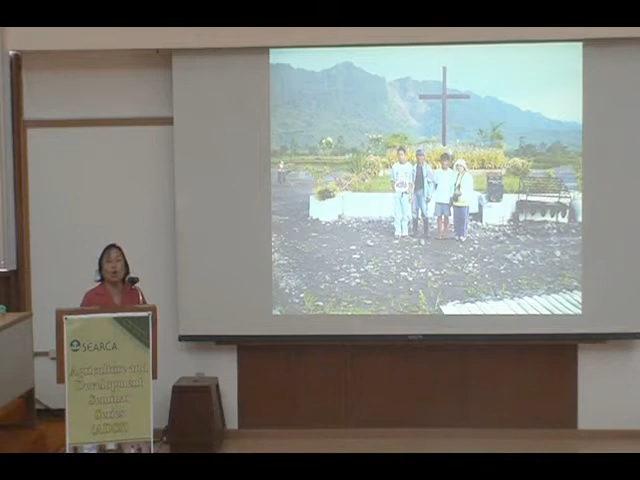 SEARCA
Agriculture and
Development
Seminar
Series
(ADSS)